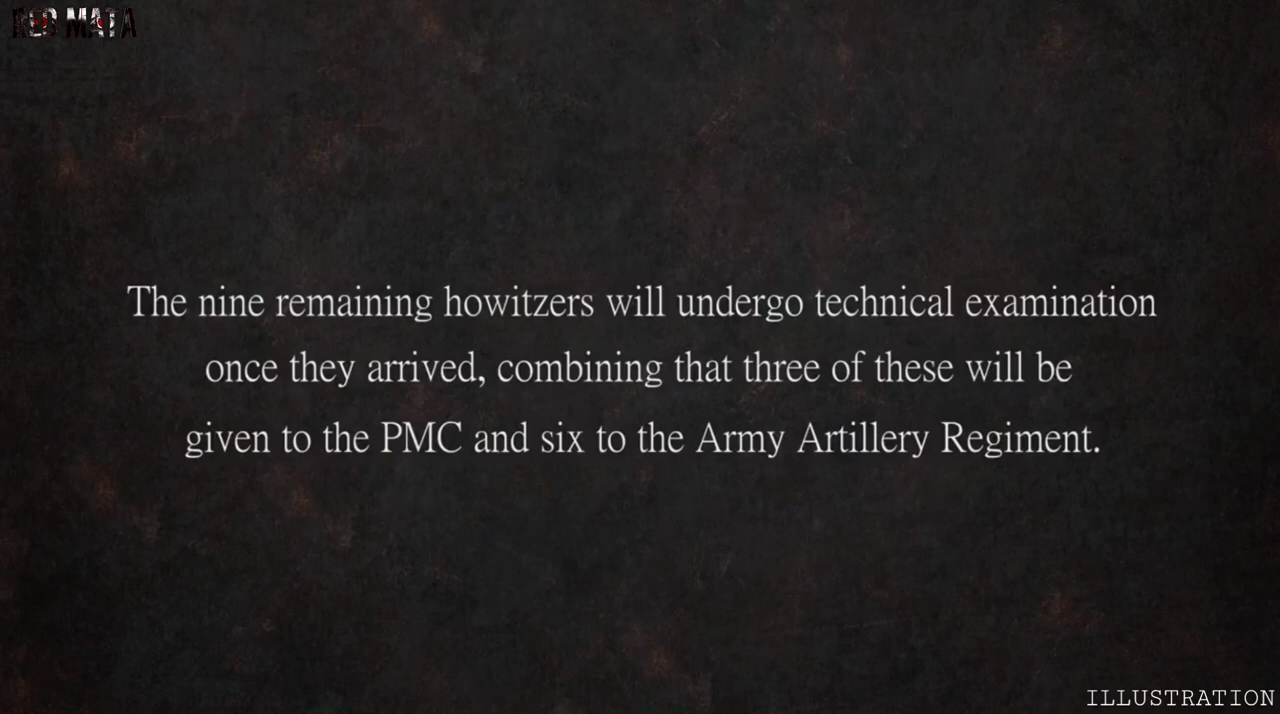 RED MATA
The nine remaining howitzers will undergo technical examination
once they arrived, combining that three of these will be
given to the PMC and six to the Army Artillery Regiment.
ILLUSTRATION